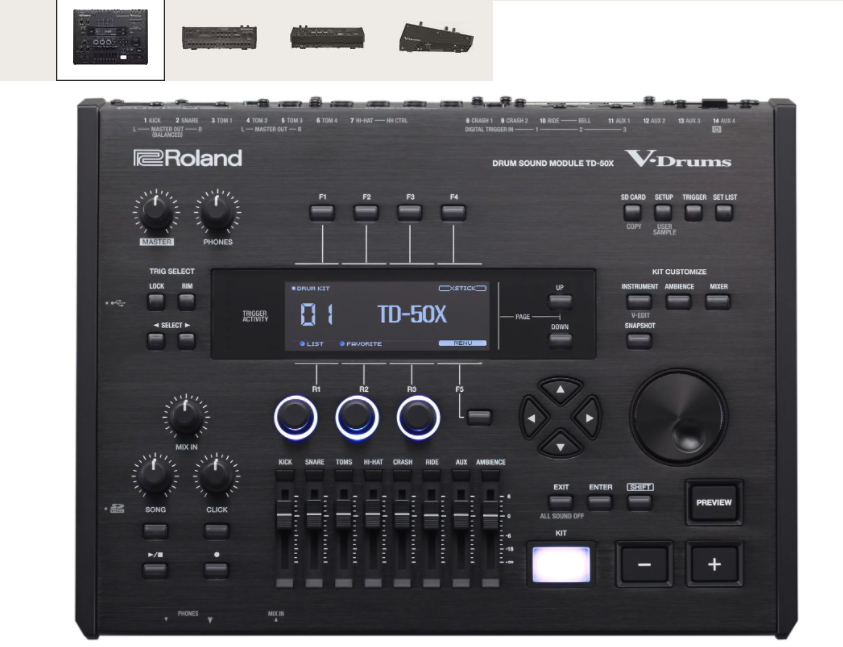 1 KICK 2 SNARE 3 TOM 1 4 TOM 2 5 TOM 3 6 TOM 4 7 HI-HAT HH CTRL 8 CRASH 1 9 CRASH 2 10 RIDE BELL 11 AUX 1 12 AUX 2 13 AUX 3 14 AUX 4
L MASTER OUT R L MASTER OUT R DIGITAL TRIGGER IN 1 2 3
(BALANCED)
Roland
DRUM SOUND MODULE TD-50X V-Drums
F1 F2 F3 F4
SD CARD SETUP TRIGGER SET LIST
COPY USER SAMPLE
MASTER PHONES
TRIG SELECT
LOCK RIM
SELECT
TRIGGER ACTIVITY
DRUM KIT XSTICK
01 TD-50X
LIST FAVORITE MENU
UP
PAGE
DOWN
KIT CUSTOMIZE
INSTRUMENT AMBIENCE MIXER
V-EDIT
SNAPSHOT
R1 R2 R3 F5
MIX IN
SONG CLICK
KICK SNARE TOMS HI-HAT CRASH RIDE AUX AMBIENCE
0
-6
-18
-∞
EXIT ENTER SHIFT
ALL SOUND OFF
PREVIEW
KIT
- +
PHONES MIX IN